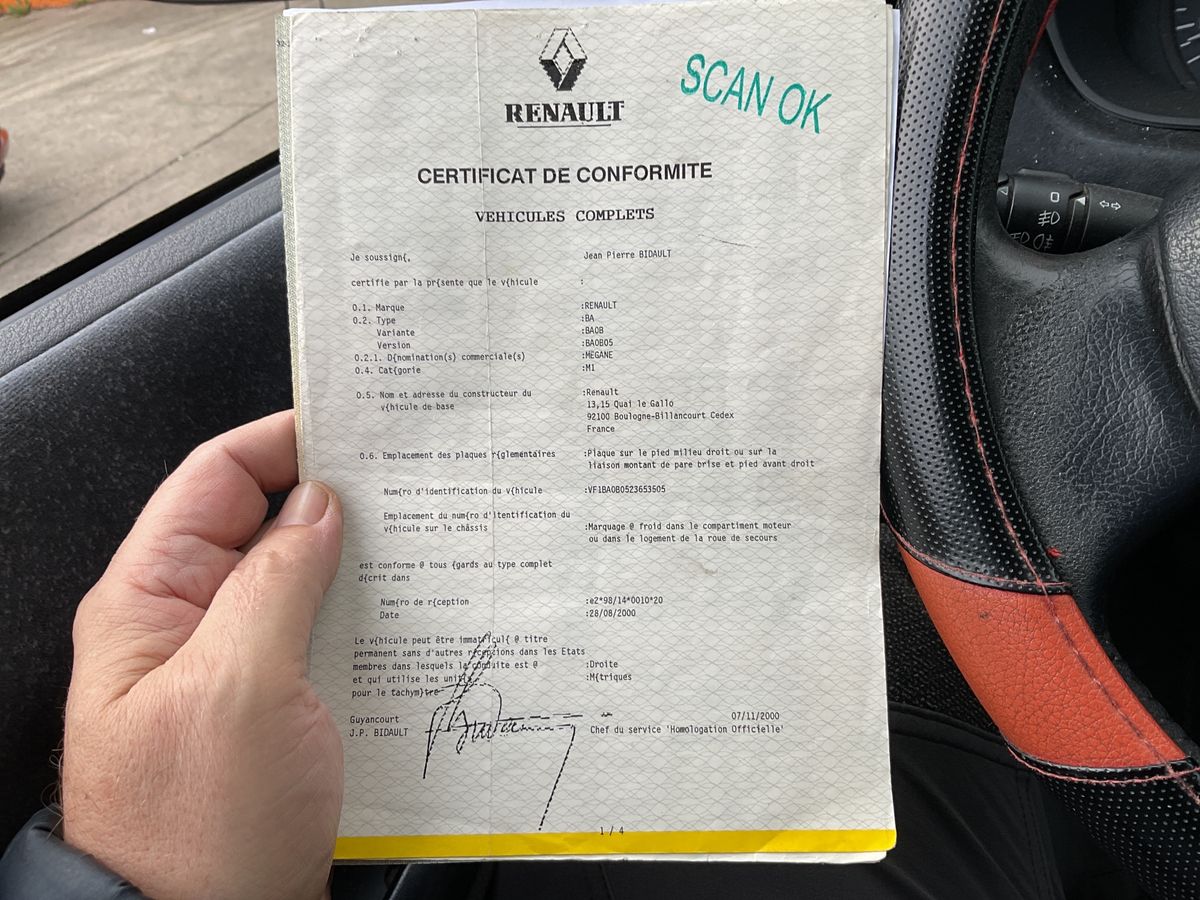 RENAULT
SCAN OK
CERTIFICAT DE CONFORMITE
VEHICULES COMPLETS
Je soussign{, Jean Pierre BIDAULT
certifie par la pr{sente que le v{hicule :
0.1. Marque :RENAULT
0.2. Type :BA
Variante :BA0B
Version :BA0B05
0.2.1. D{nomination(s) commerciale(s) :MEGANE
0.4. Cat{gorie :M1
0.5. Nom et adresse du constructeur du :Renault
v{hicule de base 13,15 Quai le Gallo
92100 Boulogne-Billancourt Cedex
France
0.6. Emplacement des plaques r{glementaires :Plaque sur le pied milieu droit ou sur la
liaison montant de pare brise et pied avant droit
Num{ro d'identification du v{hicule :VF1BA0B0523653505
Emplacement du num{ro d'itentification du
v{hicule sur le châssis :Marquage @ froid dans le compartiment moteur
ou dans le logement de la roue de secours
est conforme @ tous {gards au type complet
d{crit dans
Num{ro de r{ception :e2*98/14*0010*20
Date :28/08/2000
Le v{hicule peut être immatricul{ @ titre
permanent sans d'autres r{ceptions dans les Etats
membres dans lesquels la conduite est @ :Droite
et qui utilise les unit{s :M{triques
pour le tachym}tre
Guyancourt 07/11/2000
J.P. BIDAULT Chef du service 'Homologation Officielle'
1 / 4
0